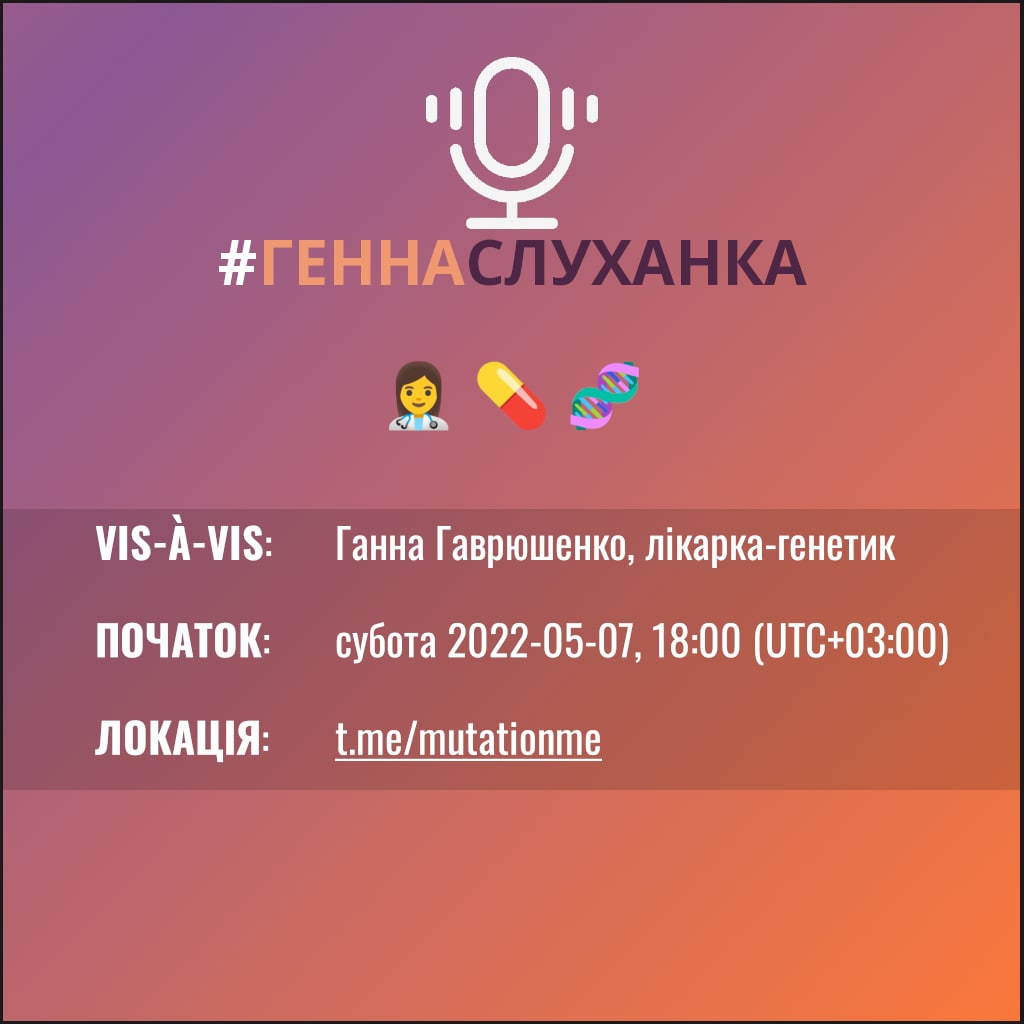 #ГЕННАСЛУХАНКА
VIS-À-VIS: Ганна Гаврюшенко, лікарка-генетик
ПОЧАТОК: субота 2022-05-07, 18:00 (UTC+03:00)
ЛОКАЦІЯ: t.me/mutationme